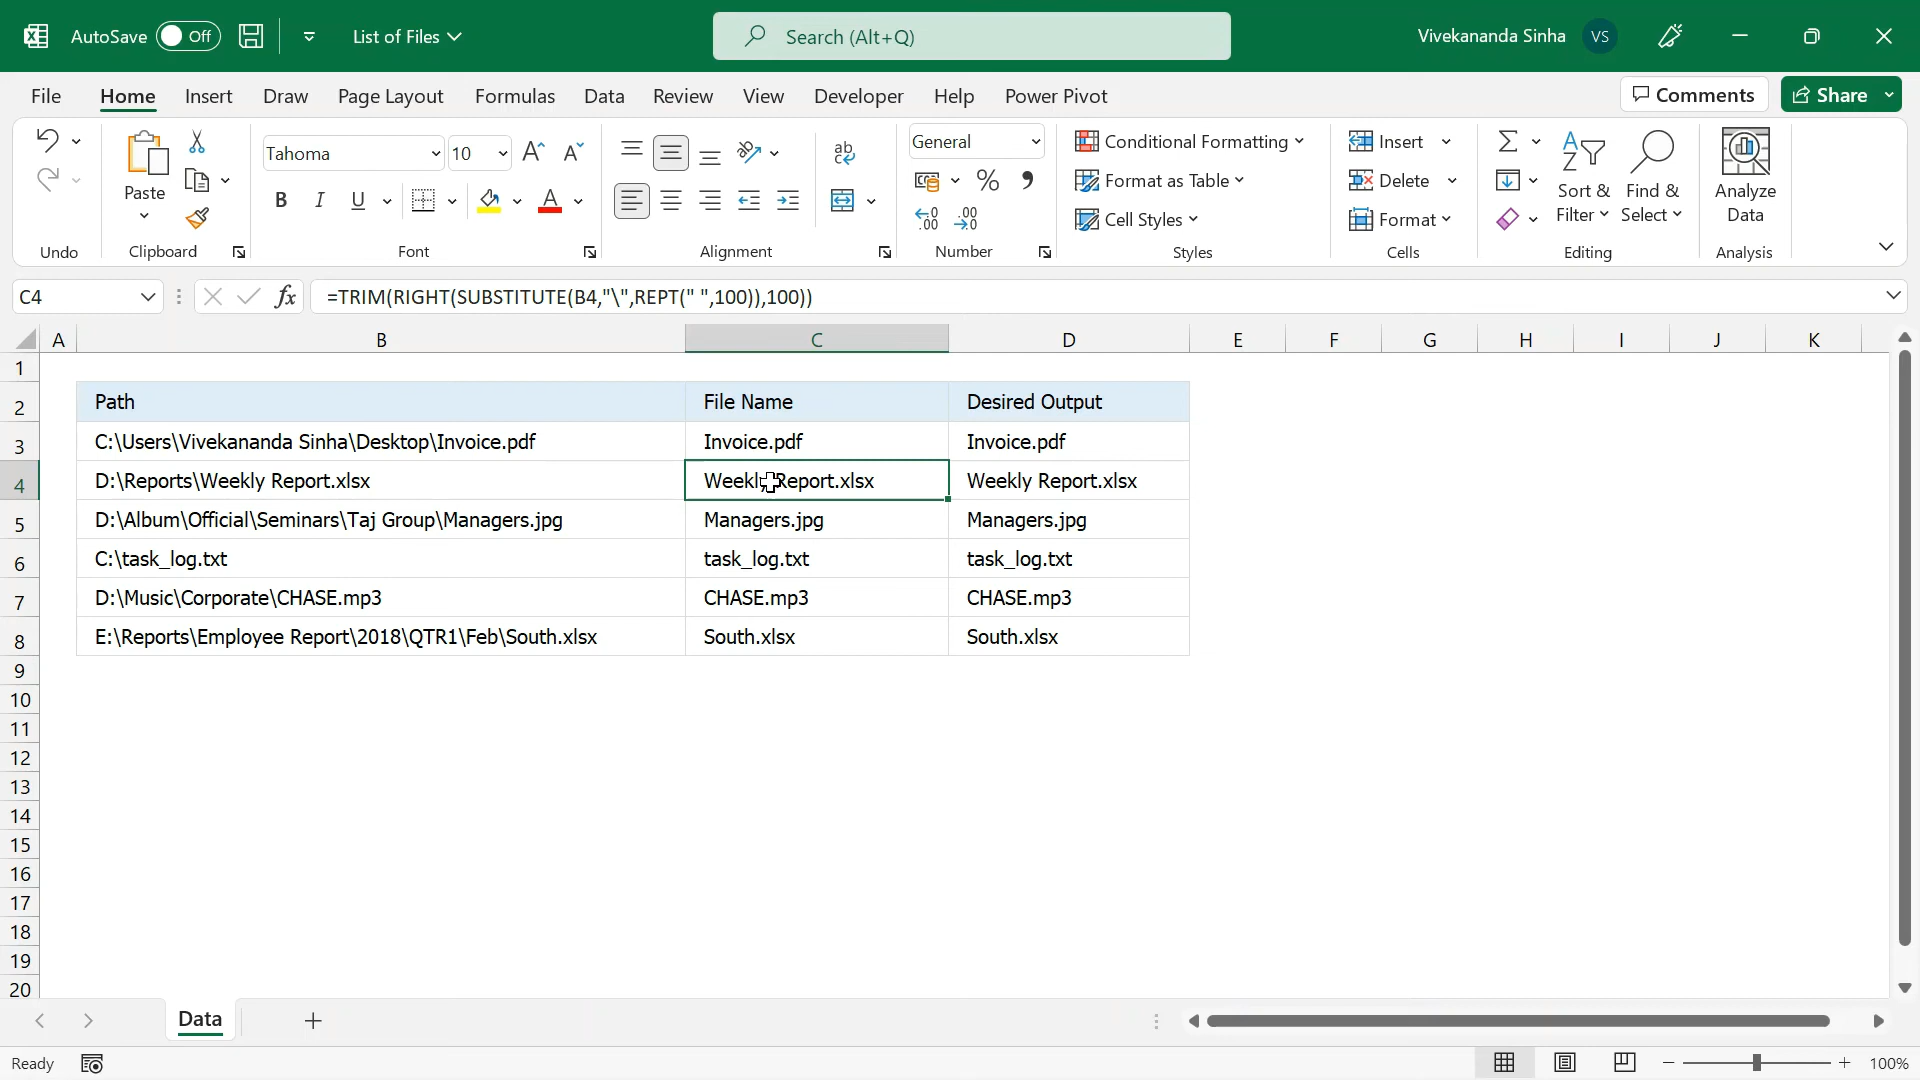 AutoSave Off List of Files Search (Alt+Q) Vivekananda Sinha VS
File Home Insert Draw Page Layout Formulas Data Review View Developer Help Power Pivot Comments Share
Tahoma 10 General Conditional Formatting Insert
Format as Table Delete
Paste Sort & Find & Analyze
B I U Filter Select Data
Cell Styles Format
Undo Clipboard Font Alignment Number Styles Cells Editing Analysis
C4 fx =TRIM(RIGHT(SUBSTITUTE(B4,"\",REPT(" ",100)),100))
A B C D E F G H I J K
1
2 Path File Name Desired Output
3 C:\Users\Vivekananda Sinha\Desktop\Invoice.pdf Invoice.pdf Invoice.pdf
4 D:\Reports\Weekly Report.xlsx Weekly Report.xlsx Weekly Report.xlsx
5 D:\Album\Official\Seminars\Taj Group\Managers.jpg Managers.jpg Managers.jpg
6 C:\task_log.txt task_log.txt task_log.txt
7 D:\Music\Corporate\CHASE.mp3 CHASE.mp3 CHASE.mp3
8 E:\Reports\Employee Report\2018\QTR1\Feb\South.xlsx South.xlsx South.xlsx
9
10
11
12
13
14
15
16
17
18
19
20
Data
Ready 100%